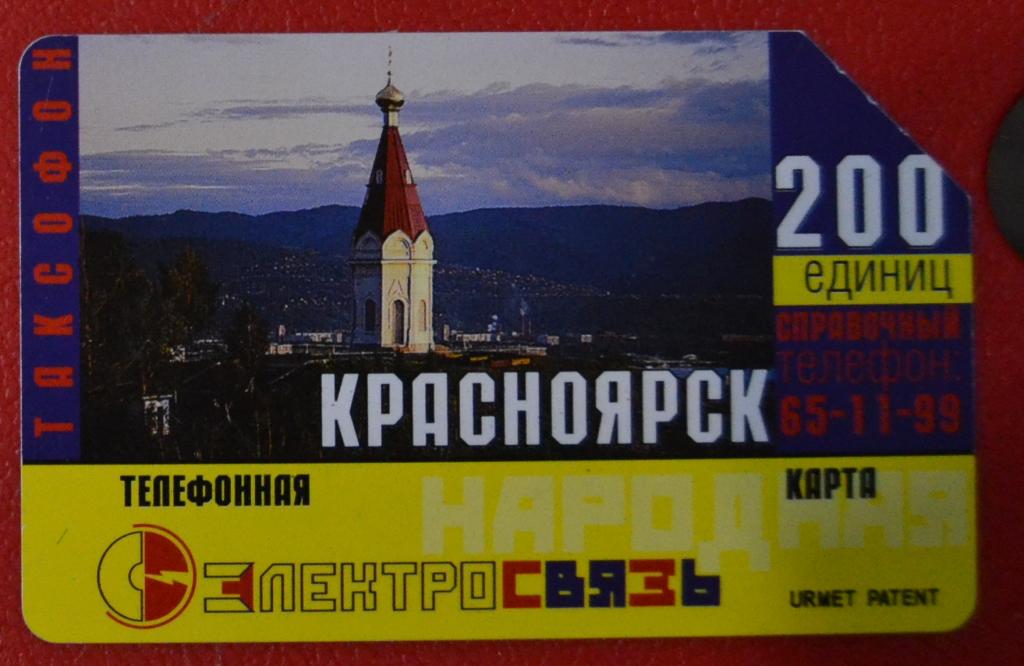 ТАКСОФОН
200
единиц
СПРАВОЧНЫЙ
телефон.
65-11-99
КРАСНОЯРСК
ТЕЛЕФОННАЯ
НАРОДНАЯ
КАРТА
ЭЛЕКТРОСВЯЗЬ
URMET PATENT